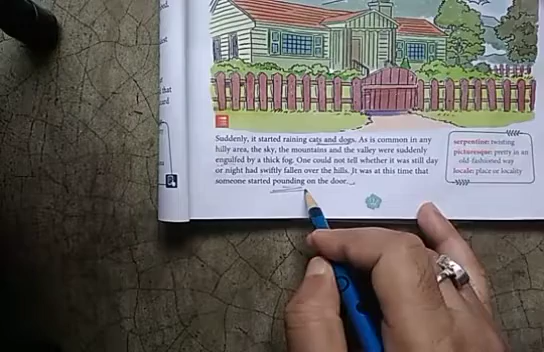 Suddenly, it started raining cats and dogs. As is common in any
hilly area, the sky, the mountains and the valley were suddenly
engulfed by a thick fog. One could not tell whether it was still day
or night had swiftly fallen over the hills. It was at this time that
someone started pounding on the door.
serpentine: twisting
picturesque: pretty in an
old-fashioned way
locale: place or locality